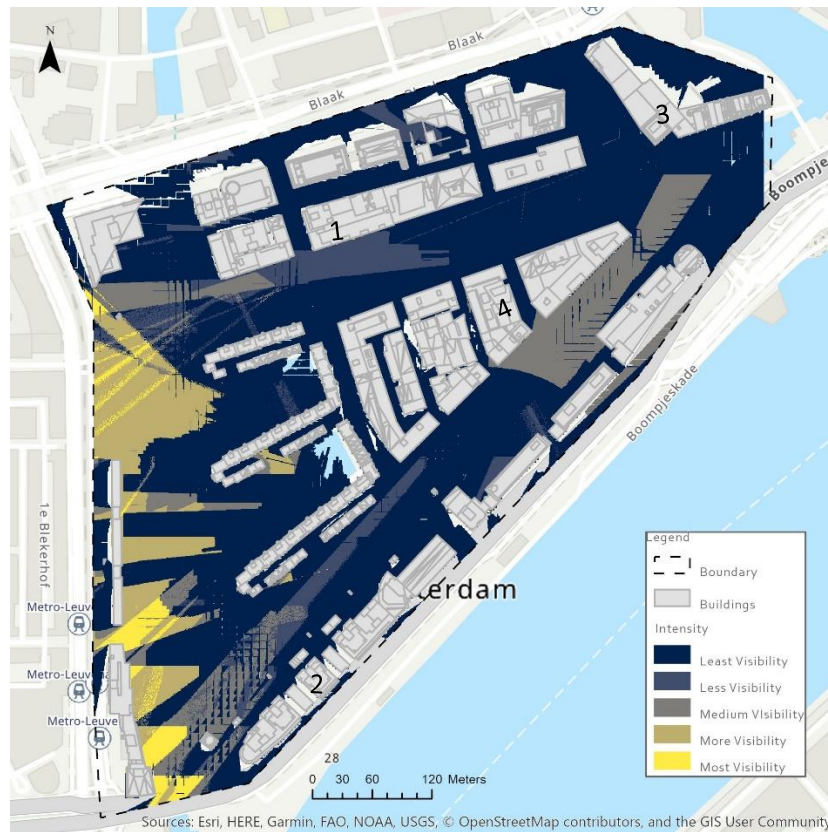 N
Blaak
Blaak
3
Boompje
1
4
Boompjeskade
1e Blekerhof
Metro-Leuv
Metro-Leuve
Metro-Leuve
terdam
2
28
0 30 60 120 Meters
Legend
Boundary
Buildings
Intensity
Least Visibility
Less Visibility
Medium VIsibility
More Visibility
Most Visibility
Sources: Esri, HERE, Garmin, FAO, NOAA, USGS, © OpenStreetMap contributors, and the GIS User Community